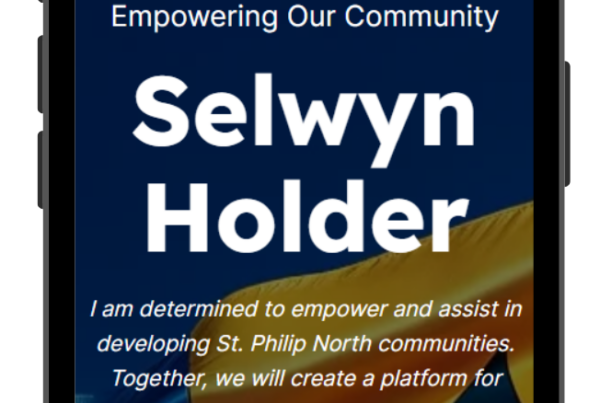 Empowering Our Community
Selwyn
Holder
I am determined to empower and assist in
developing St. Philip North communities.
Together, we will create a platform for